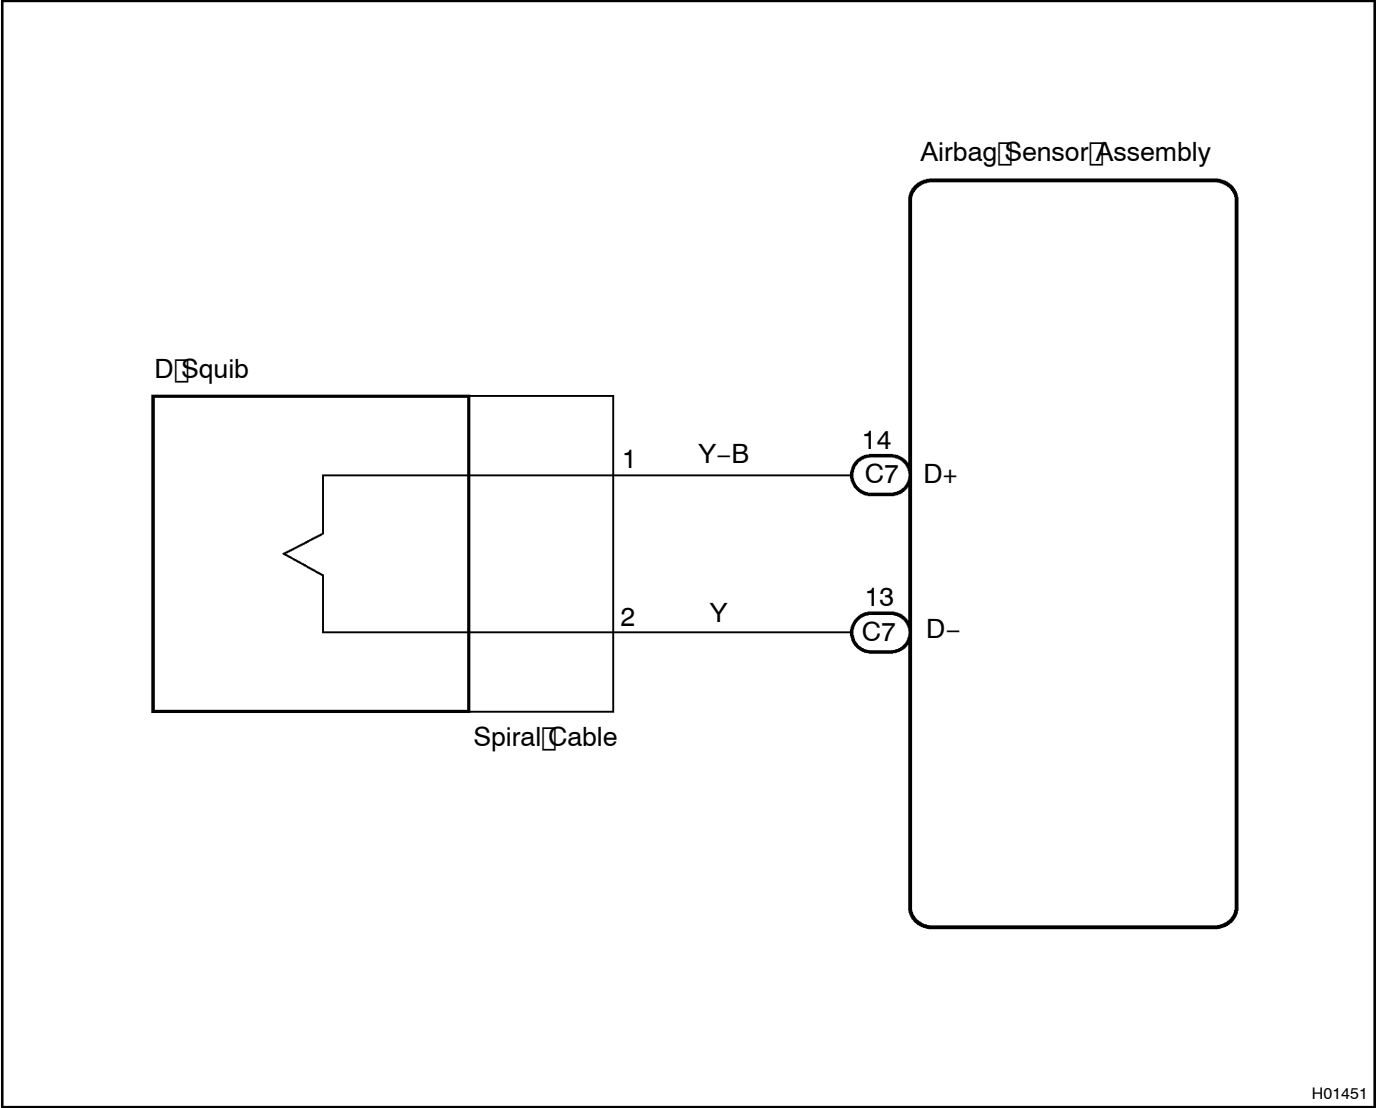 Airbag Sensor Assembly
D Squib
1
Y–B
14
C7
D+
2
Y
13
C7
D–
Spiral Cable
H01451